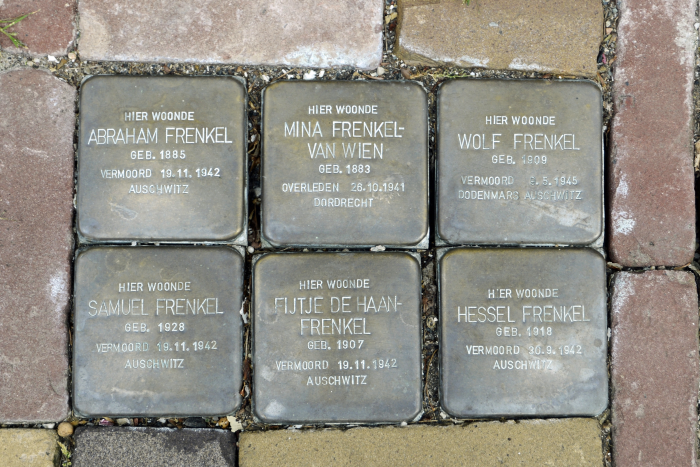 HIER WOONDE
ABRAHAM FRENKEL
GEB. 1885
VERMOORD 19.11.1942
AUSCHWITZ
HIER WOONDE
MINA FRENKEL-
VAN WIEN
GEB. 1883
OVERLEDEN 26.10.1941
DORDRECHT
HIER WOONDE
WOLF FRENKEL
GEB. 1909
VERMOORD
DODENMARS AUSCHWITZ
HIER WOONDE
SAMUEL FRENKEL
GEB. 1928
VERMOORD 19.11.1942
AUSCHWITZ
HIER WOONDE
FIJTJE DE HAAN-
FRENKEL
GEB. 1907
VERMOORD 19.11.1942
AUSCHWITZ
HIER WOONDE
HESSEL FRENKEL
GEB. 1918
VERMOORD 30.9.1942
AUSCHWITZ